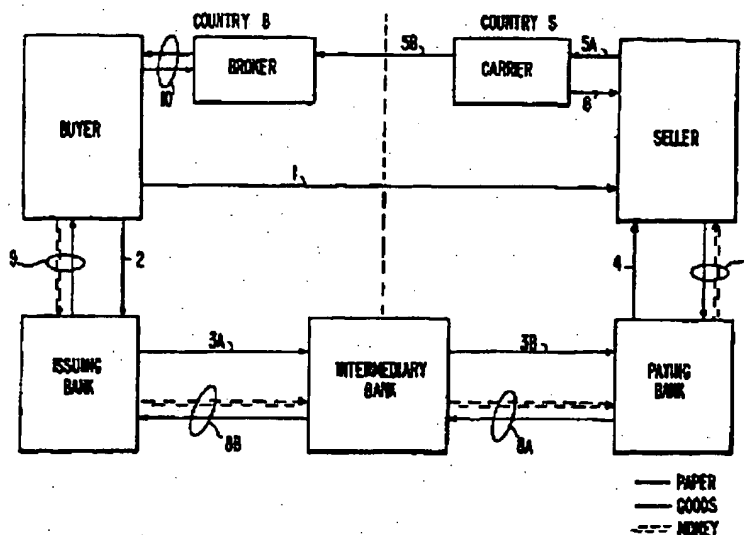 COUNTRY B
COUNTRY S
BUYER
BROKER
10
5B
CARRIER
5A
SELLER
1
9
2
4
ISSUING BANK
3A
INTERMEDIARY BANK
3B
PAYING BANK
8B
8A
PAPER
GOODS
MONEY